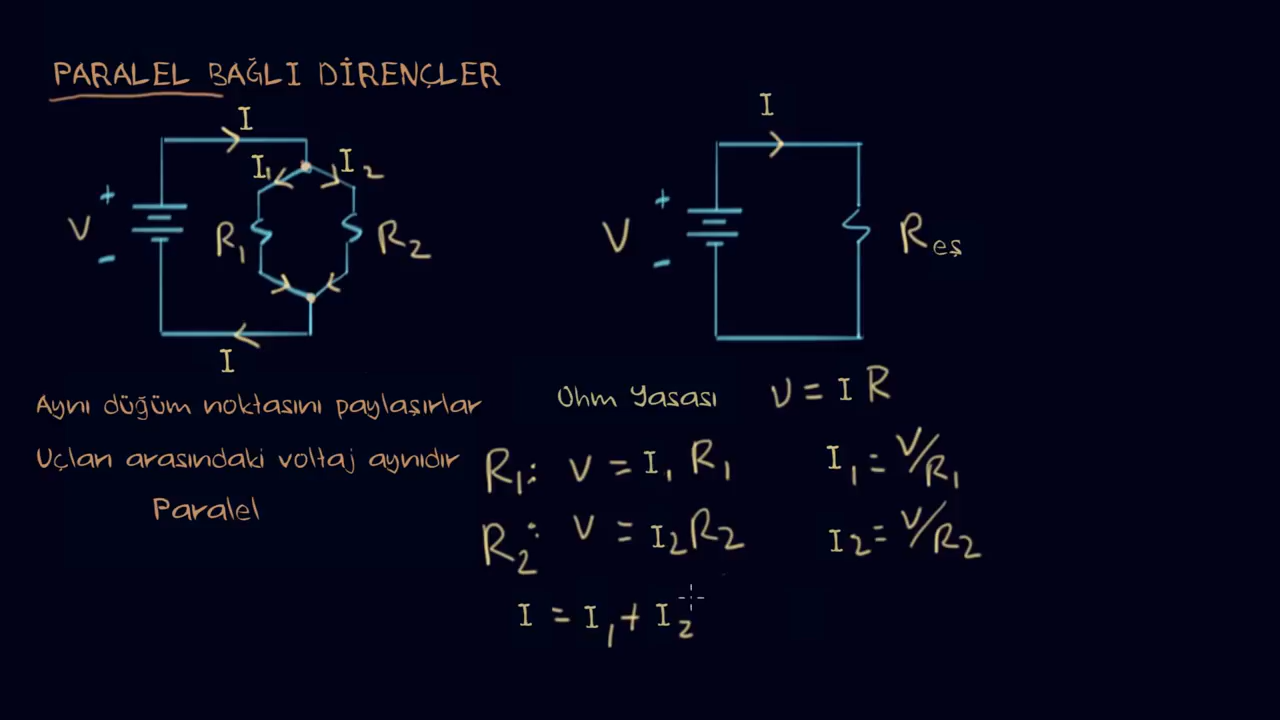 PARALEL BAĞLI DİRENÇLER
I
I
I₁
I₂
+
+
V
R₁
R₂
V
R eş
-
-
I
Aynı düğüm noktasını paylaşırlar
Ohm Yasası
V = I R
Uçları arasındaki voltaj aynıdır
R₁: V = I₁ R₁
I₁ = V/R₁
Paralel
R₂: V = I₂R₂
I₂ = V/R₂
I = I₁ + I₂